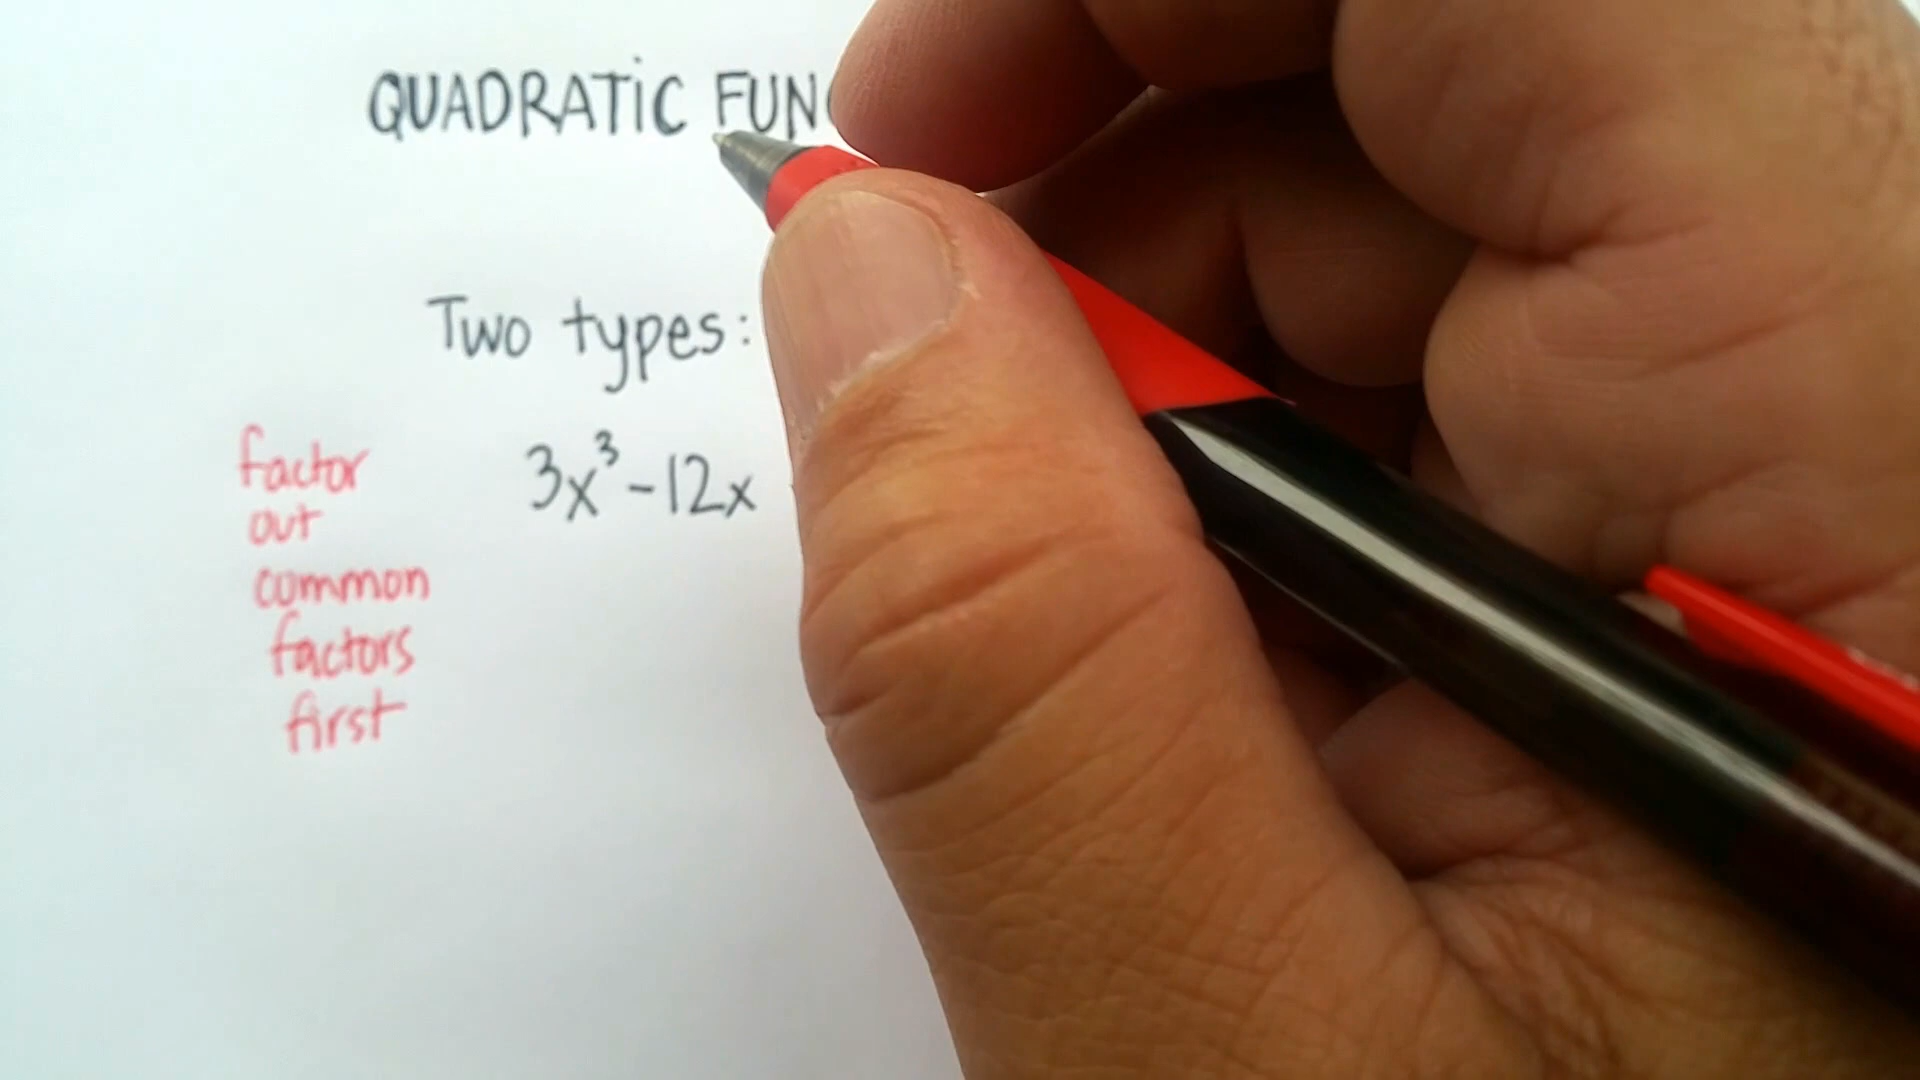 QUADRATiC FUN
Two types:
factor
out
common
factors
first
3x³-12x